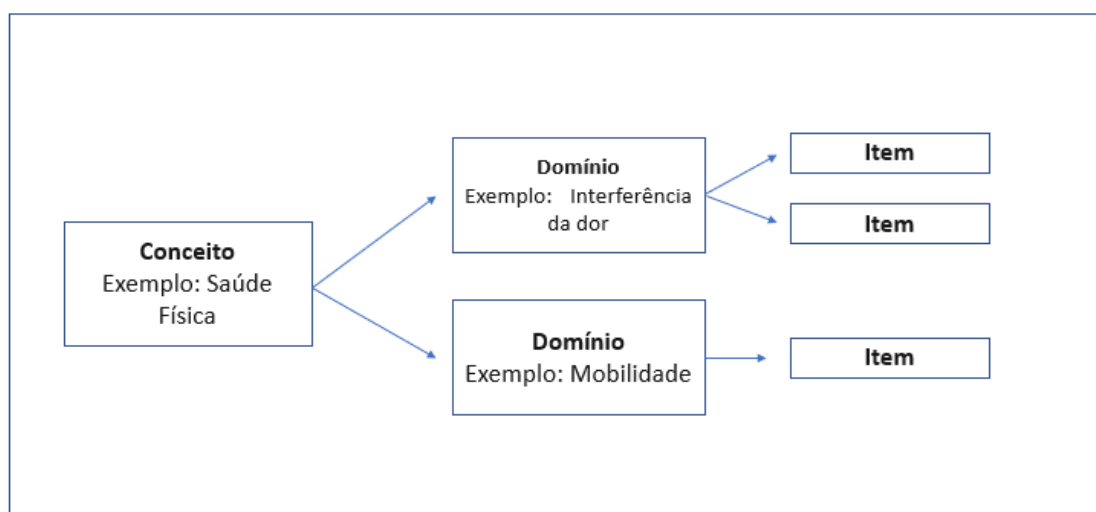 Conceito
Exemplo: Saúde
Física
Domínio
Exemplo: Interferência
da dor
Domínio
Exemplo: Mobilidade
Item
Item
Item